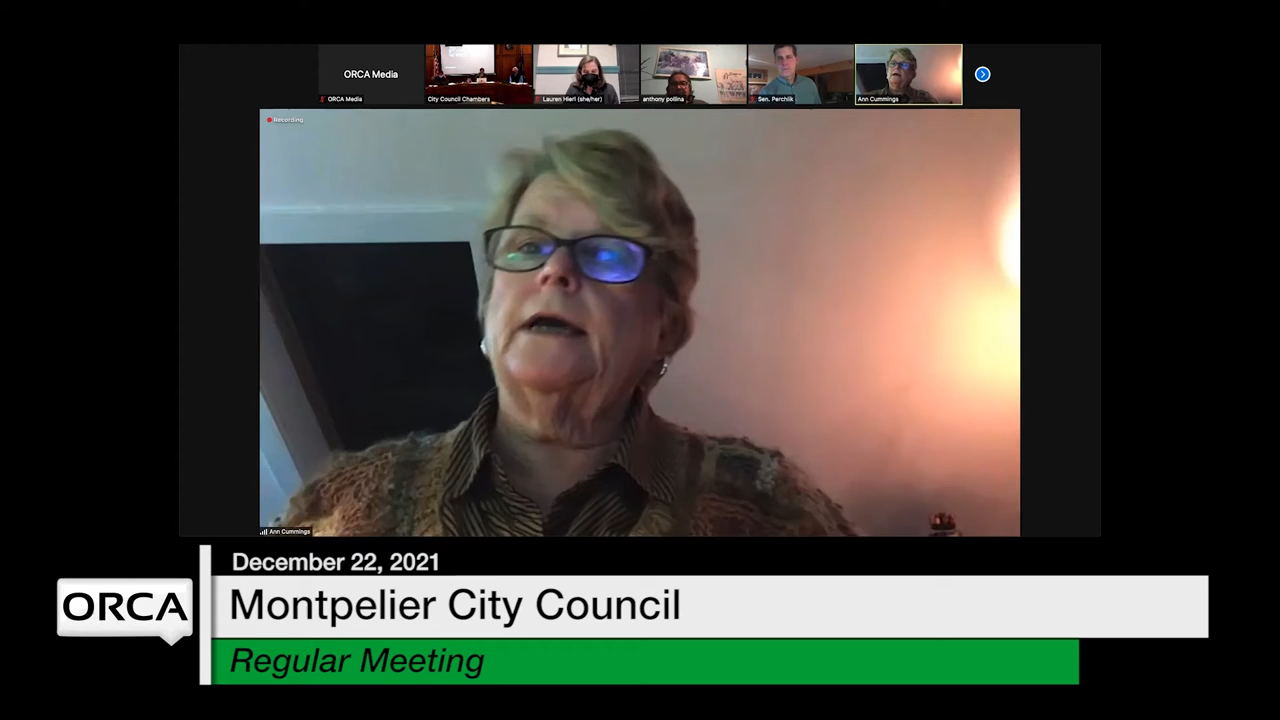 ORCA Media
ORCA Media
City Council Chambers
Lauren Hierl (she/her)
anthony pollina
Sen. Perchlik
Ann Cummings
Recording
Ann Cummings
December 22, 2021
ORCA
Montpelier City Council
Regular Meeting